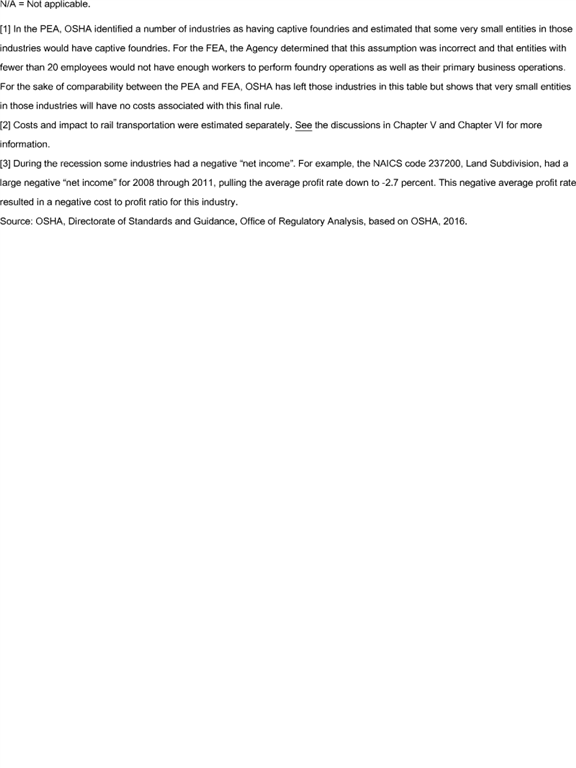 N/A = Not applicable.
[1] In the PEA, OSHA identified a number of industries as having captive foundries and estimated that some very small entities in those
industries would have captive foundries. For the FEA, the Agency determined that this assumption was incorrect and that entities with
fewer than 20 employees would not have enough workers to perform foundry operations as well as their primary business operations.
For the sake of comparability between the PEA and FEA, OSHA has left those industries in this table but shows that very small entities
in those industries will have no costs associated with this final rule.
[2] Costs and impact to rail transportation were estimated separately. See the discussions in Chapter V and Chapter VI for more
information.
[3] During the recession some industries had a negative “net income”. For example, the NAICS code 237200, Land Subdivision, had a
large negative “net income” for 2008 through 2011, pulling the average profit rate down to -2.7 percent. This negative average profit rate
resulted in a negative cost to profit ratio for this industry.
Source: OSHA, Directorate of Standards and Guidance, Office of Regulatory Analysis, based on OSHA, 2016.